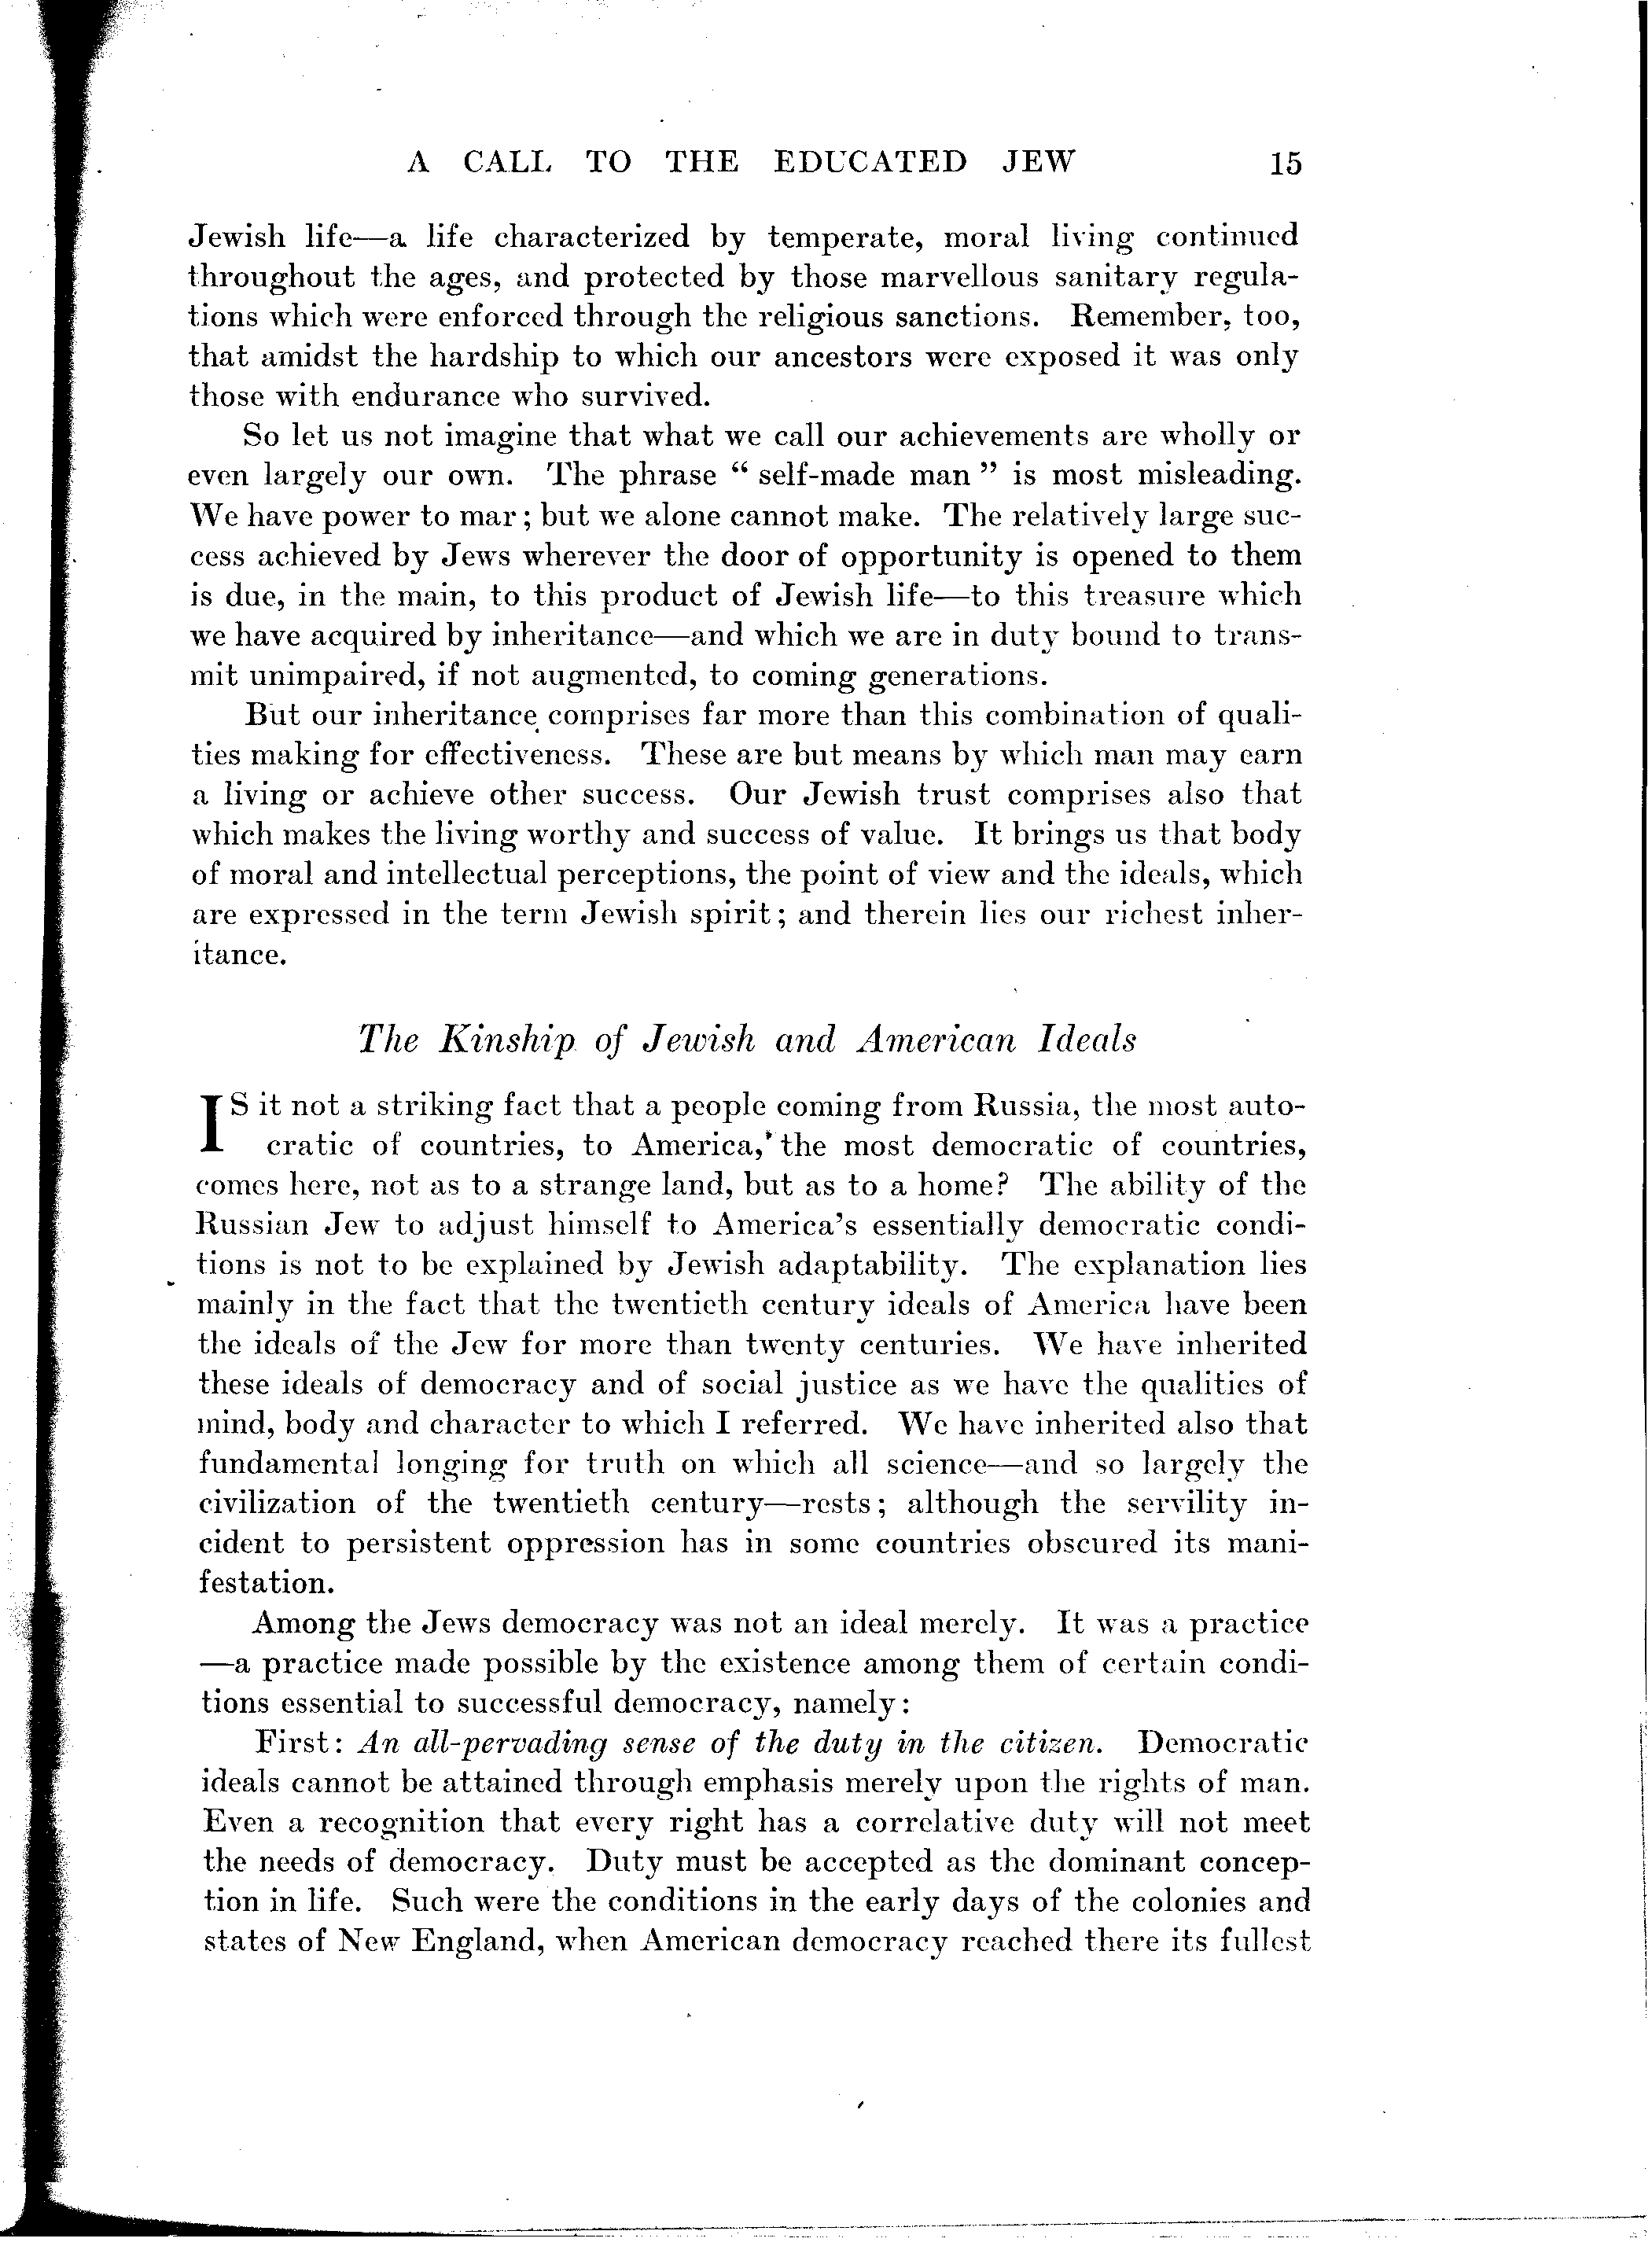 A CALL TO THE EDUCATED JEW 15
Jewish life—a life characterized by temperate, moral living continued
throughout the ages, and protected by those marvellous sanitary regula-
tions which were enforced through the religious sanctions. Remember, too,
that amidst the hardship to which our ancestors were exposed it was only
those with endurance who survived.
So let us not imagine that what we call our achievements are wholly or
even largely our own. The phrase “ self-made man ” is most misleading.
We have power to mar; but we alone cannot make. The relatively large suc-
cess achieved by Jews wherever the door of opportunity is opened to them
is due, in the main, to this product of Jewish life—to this treasure which
we have acquired by inheritance—and which we are in duty bound to trans-
mit unimpaired, if not augmented, to coming generations.
But our inheritance comprises far more than this combination of quali-
ties making for effectiveness. These are but means by which man may earn
a living or achieve other success. Our Jewish trust comprises also that
which makes the living worthy and success of value. It brings us that body
of moral and intellectual perceptions, the point of view and the ideals, which
are expressed in the term Jewish spirit; and therein lies our richest inher-
itance.
The Kinship of Jewish and American Ideals
IS it not a striking fact that a people coming from Russia, the most auto-
cratic of countries, to America, the most democratic of countries,
comes here, not as to a strange land, but as to a home? The ability of the
Russian Jew to adjust himself to America's essentially democratic condi-
tions is not to be explained by Jewish adaptability. The explanation lies
mainly in the fact that the twentieth century ideals of America have been
the ideals of the Jew for more than twenty centuries. We have inherited
these ideals of democracy and of social justice as we have the qualities of
mind, body and character to which I referred. We have inherited also that
fundamental longing for truth on which all science—and so largely the
civilization of the twentieth century—rests; although the servility in-
cident to persistent oppression has in some countries obscured its mani-
festation.
Among the Jews democracy was not an ideal merely. It was a practice
—a practice made possible by the existence among them of certain condi-
tions essential to successful democracy, namely:
First: An all-pervading sense of the duty in the citizen. Democratic
ideals cannot be attained through emphasis merely upon the rights of man.
Even a recognition that every right has a correlative duty will not meet
the needs of democracy. Duty must be accepted as the dominant concep-
tion in life. Such were the conditions in the early days of the colonies and
states of New England, when American democracy reached there its fullest